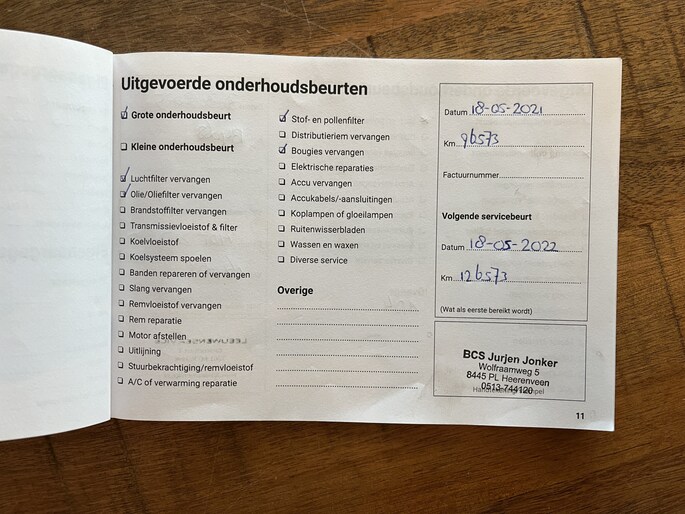 Uitgevoerde onderhoudsbeurten
Grote onderhoudsbeurt
Kleine onderhoudsbeurt
Luchtfilter vervangen
Olie/Oliefilter vervangen
Brandstoffilter vervangen
Transmissievloeistof & filter
Koelvloeistof
Koelsysteem spoelen
Banden repareren of vervangen
Slang vervangen
Remvloeistof vervangen
Rem reparatie
Motor afstellen
Uitlijning
Stuurbekrachtiging/remvloeistof
A/C of verwarming reparatie
Stof- en pollenfilter
Distributieriem vervangen
Bougies vervangen
Elektrische reparaties
Accu vervangen
Accukabels/-aansluitingen
Koplampen of gloeilampen
Ruitenwisserbladen
Wassen en waxen
Diverse service
Overige
Datum 18-05-2021
Km 96573
Factuurnummer
Volgende servicebeurt
Datum 18-05-2022
Km 126573
(Wat als eerste bereikt wordt)
BCS Jurjen Jonker
Wolfraamweg 5
8445 PL Heerenveen
0513-744120
11